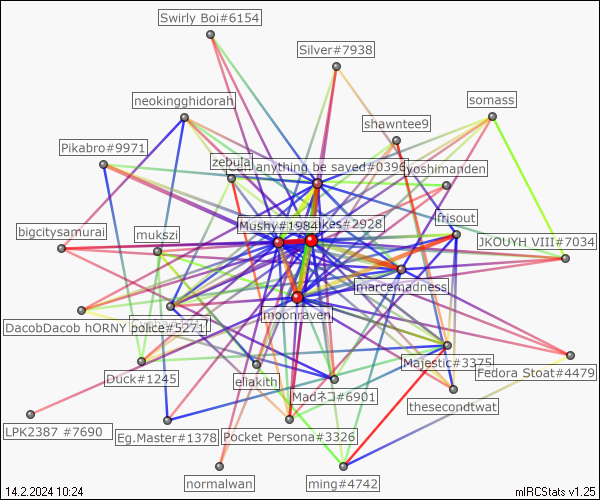 Swirly Boi#6154
Silver#7938
neokingghidorah
somass
shawntee9
Pikabro#9971
zebula
anything be saved#0396
yoshimanden
frisout
Mushy#1984
kes#2928
bigcitysamurai
mukszi
JKOUYH VIII#7034
marcemadness
moonraven
DacobDacob hORNY police#5271
Majestic#3375
Fedora Stoat#4479
Duck#1245
eliakith
Madネコ#6901
thesecondtwat
LPK2387 #7690
Eg.Master#1378
Pocket Persona#3326
normalwan
ming#4742
14.2.2024 10:24
mIRCStats v1.25